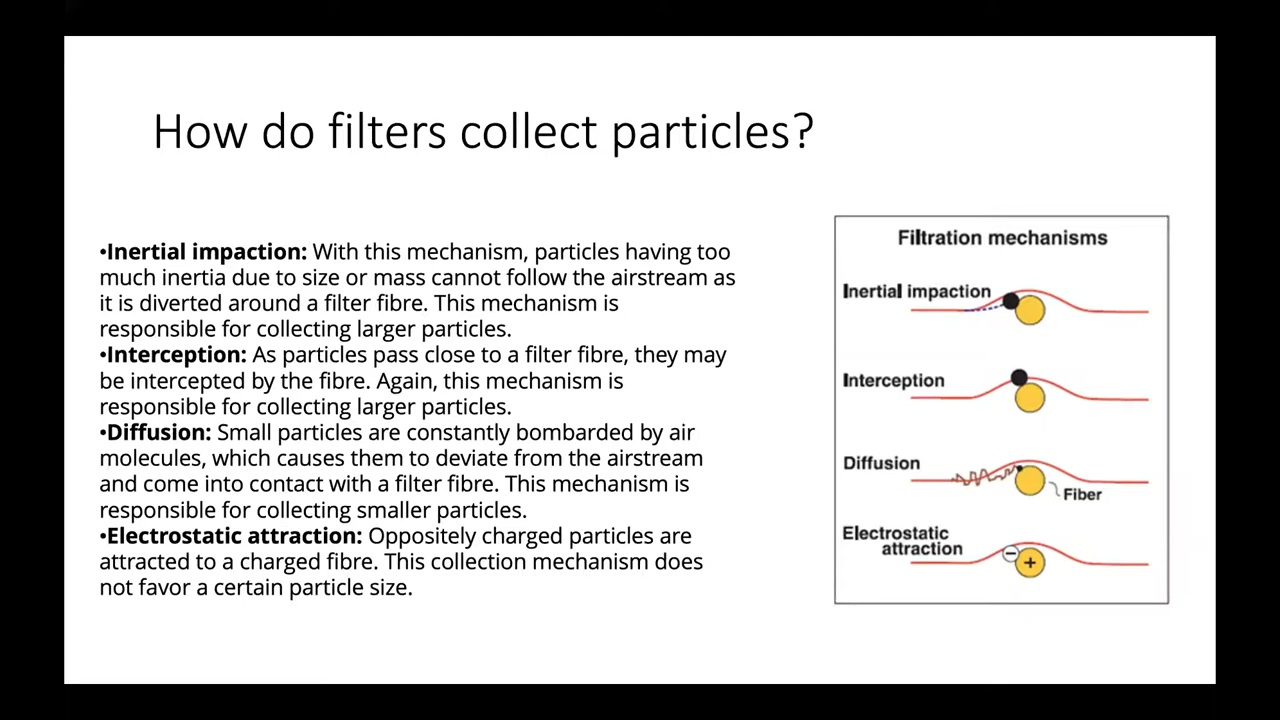 How do filters collect particles?
•Inertial impaction: With this mechanism, particles having too
much inertia due to size or mass cannot follow the airstream as
it is diverted around a filter fibre. This mechanism is
responsible for collecting larger particles.
•Interception: As particles pass close to a filter fibre, they may
be intercepted by the fibre. Again, this mechanism is
responsible for collecting larger particles.
•Diffusion: Small particles are constantly bombarded by air
molecules, which causes them to deviate from the airstream
and come into contact with a filter fibre. This mechanism is
responsible for collecting smaller particles.
•Electrostatic attraction: Oppositely charged particles are
attracted to a charged fibre. This collection mechanism does
not favor a certain particle size.
Filtration mechanisms
Inertial impaction
Interception
Diffusion
Fiber
Electrostatic
attraction
− +